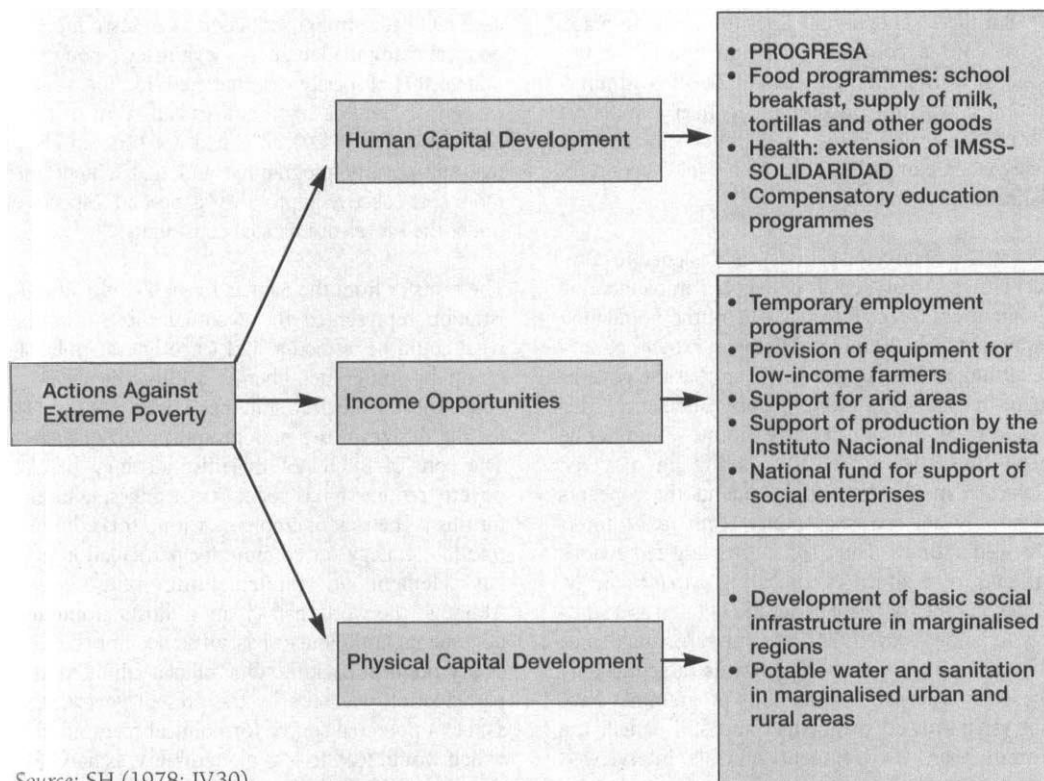 • PROGRESA
• Food programmes: school
breakfast, supply of milk,
tortillas and other goods
• Health: extension of IMSS-
SOLIDARIDAD
• Compensatory education
programmes
Human Capital Development
• Temporary employment
programme
• Provision of equipment for
low-income farmers
• Support for arid areas
• Support of production by the
Instituto Nacional Indigenista
• National fund for support of
social enterprises
Actions Against
Extreme Poverty
Income Opportunities
• Development of basic social
infrastructure in marginalised
regions
• Potable water and sanitation
in marginalised urban and
rural areas
Physical Capital Development
Source: SH (1978: IV.30)